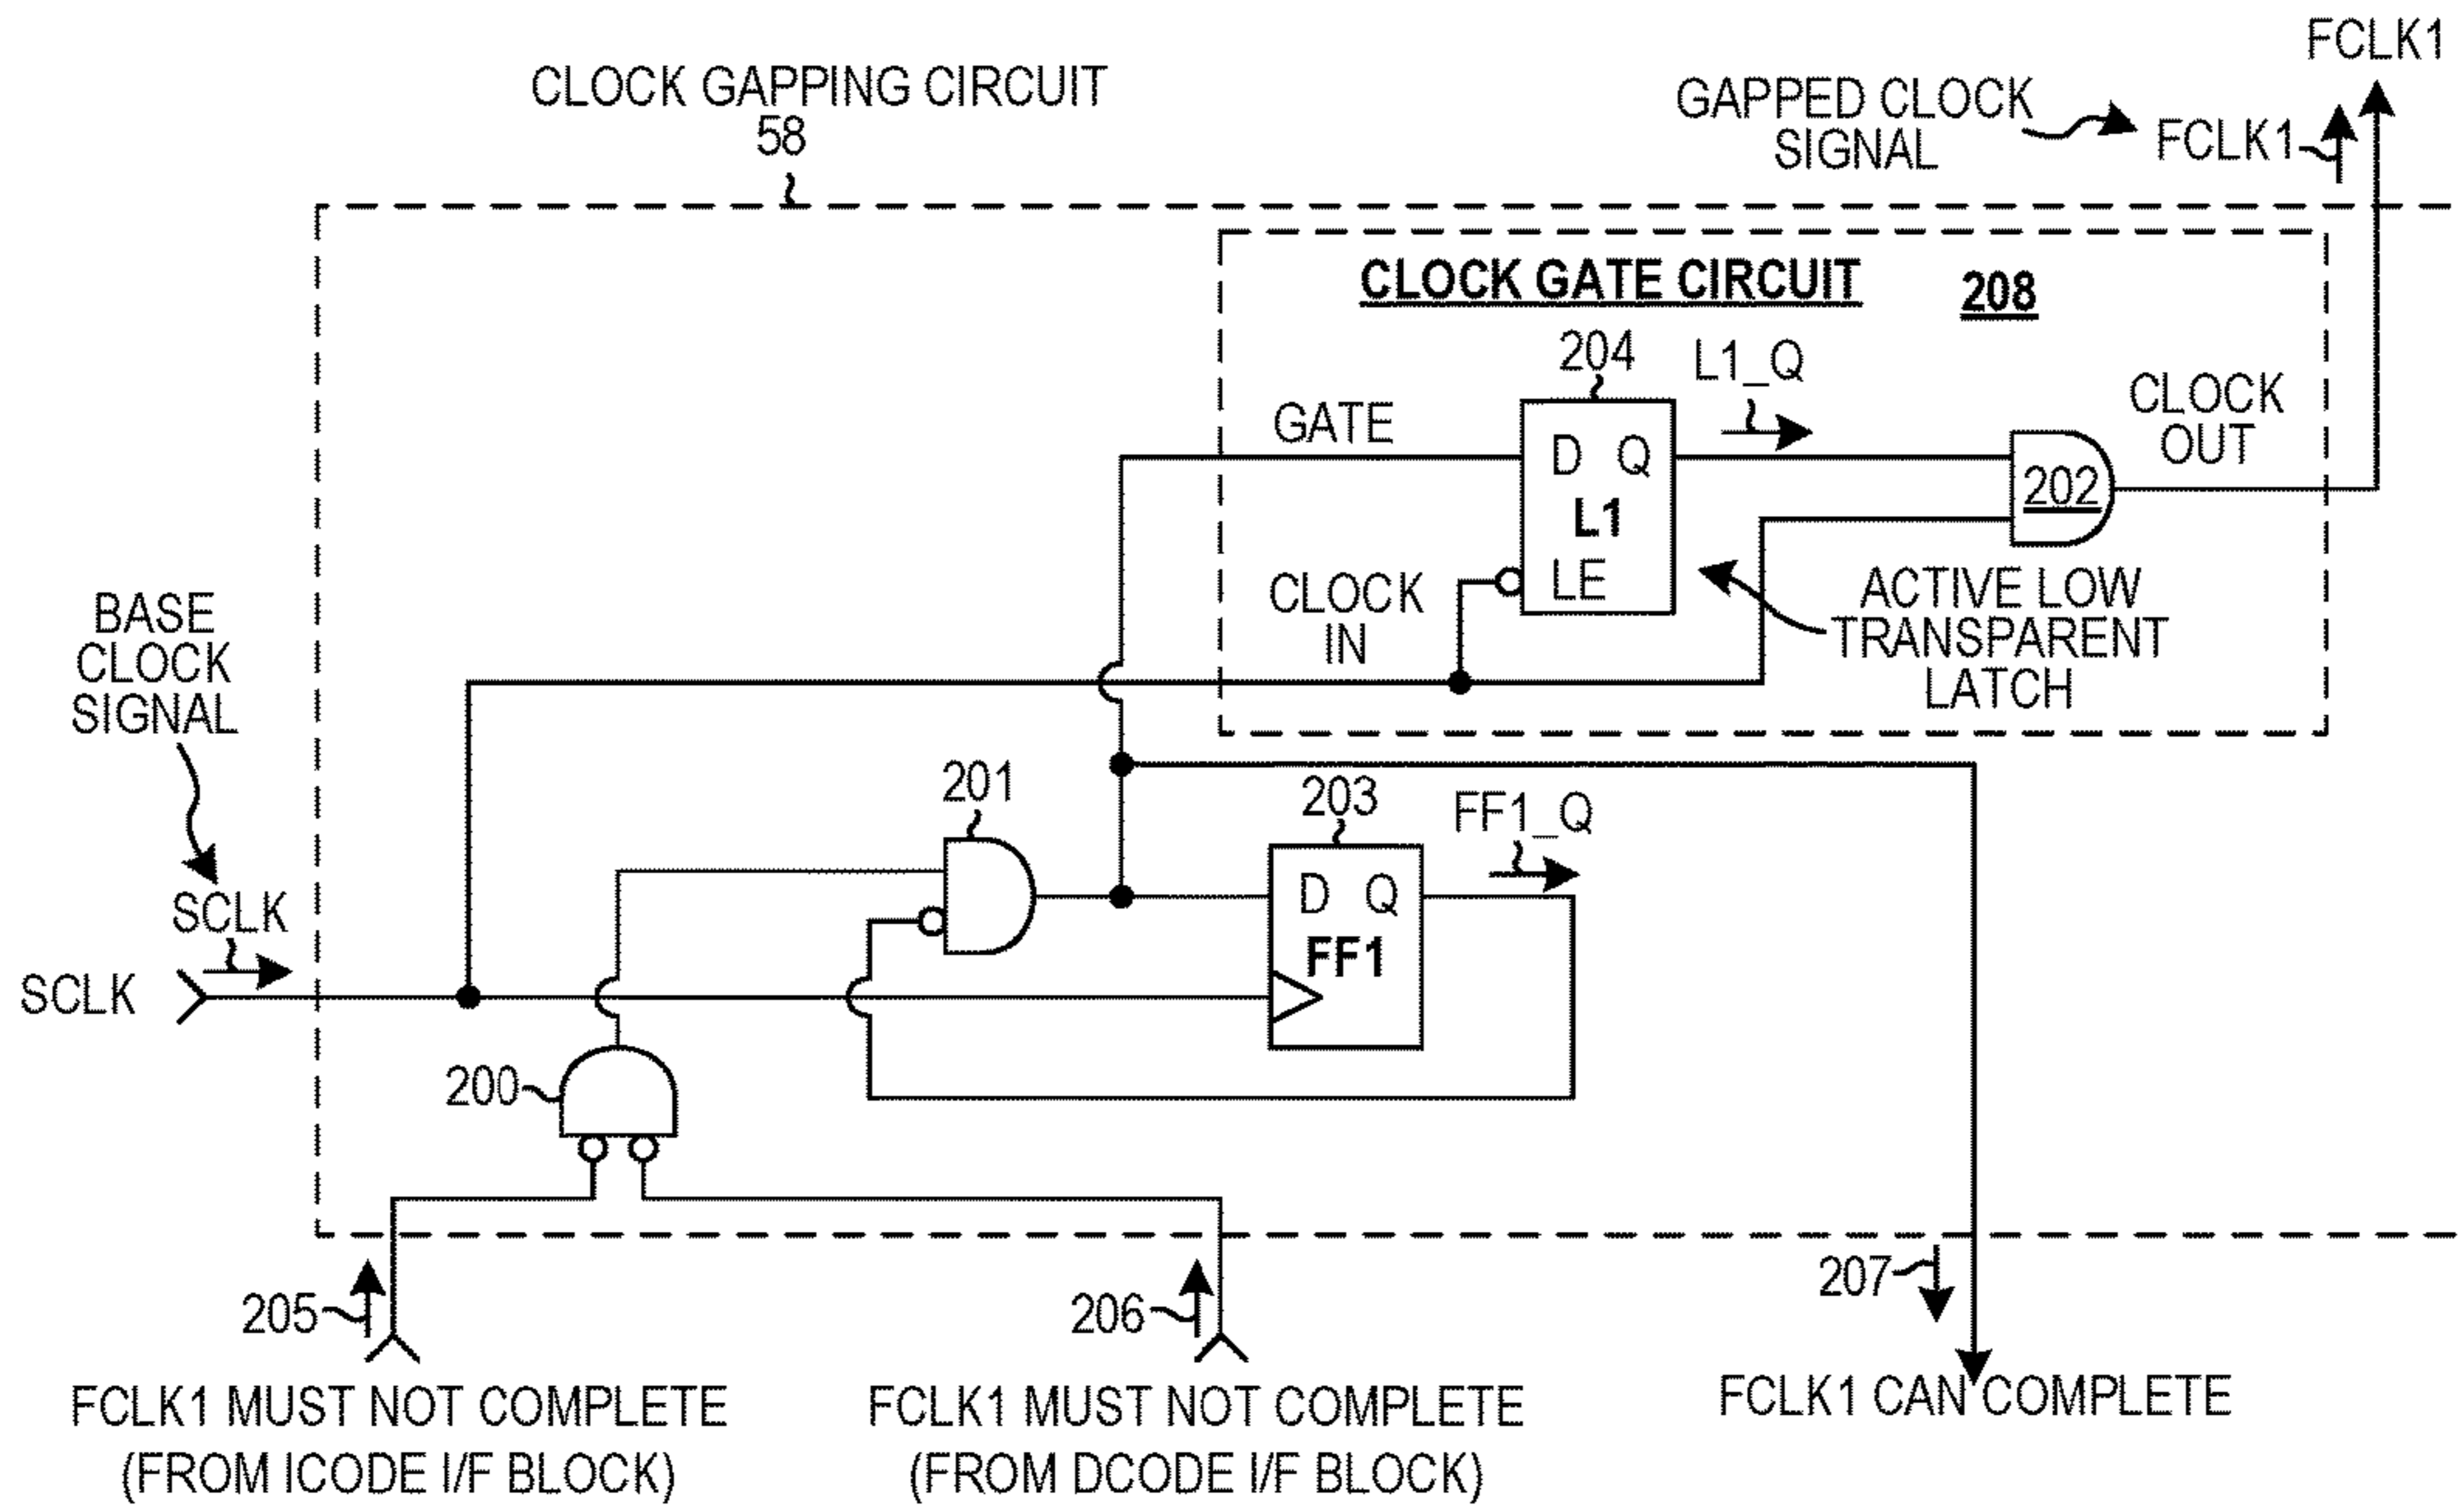 FCLK1
CLOCK GAPPING CIRCUIT
58
GAPPED CLOCK
SIGNAL
FCLK1
CLOCK GATE CIRCUIT
208
204
L1_Q
GATE
CLOCK
OUT
D Q
L1
LE
202
CLOCK
IN
ACTIVE LOW
TRANSPARENT
LATCH
BASE
CLOCK
SIGNAL
201
203
FF1_Q
D Q
FF1
SCLK
SCLK
200
205
206
207
FCLK1 MUST NOT COMPLETE
(FROM ICODE I/F BLOCK)
FCLK1 MUST NOT COMPLETE
(FROM DCODE I/F BLOCK)
FCLK1 CAN COMPLETE